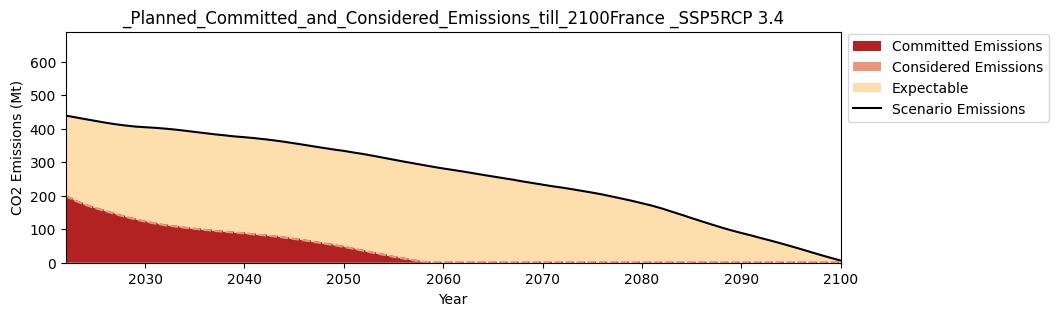 _Planned_Committed_and_Considered_Emissions_till_2100France _SSP5RCP 3.4
CO2 Emissions (Mt)
600
500
400
300
200
100
0
2030 2040 2050 2060 2070 2080 2090 2100
Year
Committed Emissions
Considered Emissions
Expectable
Scenario Emissions